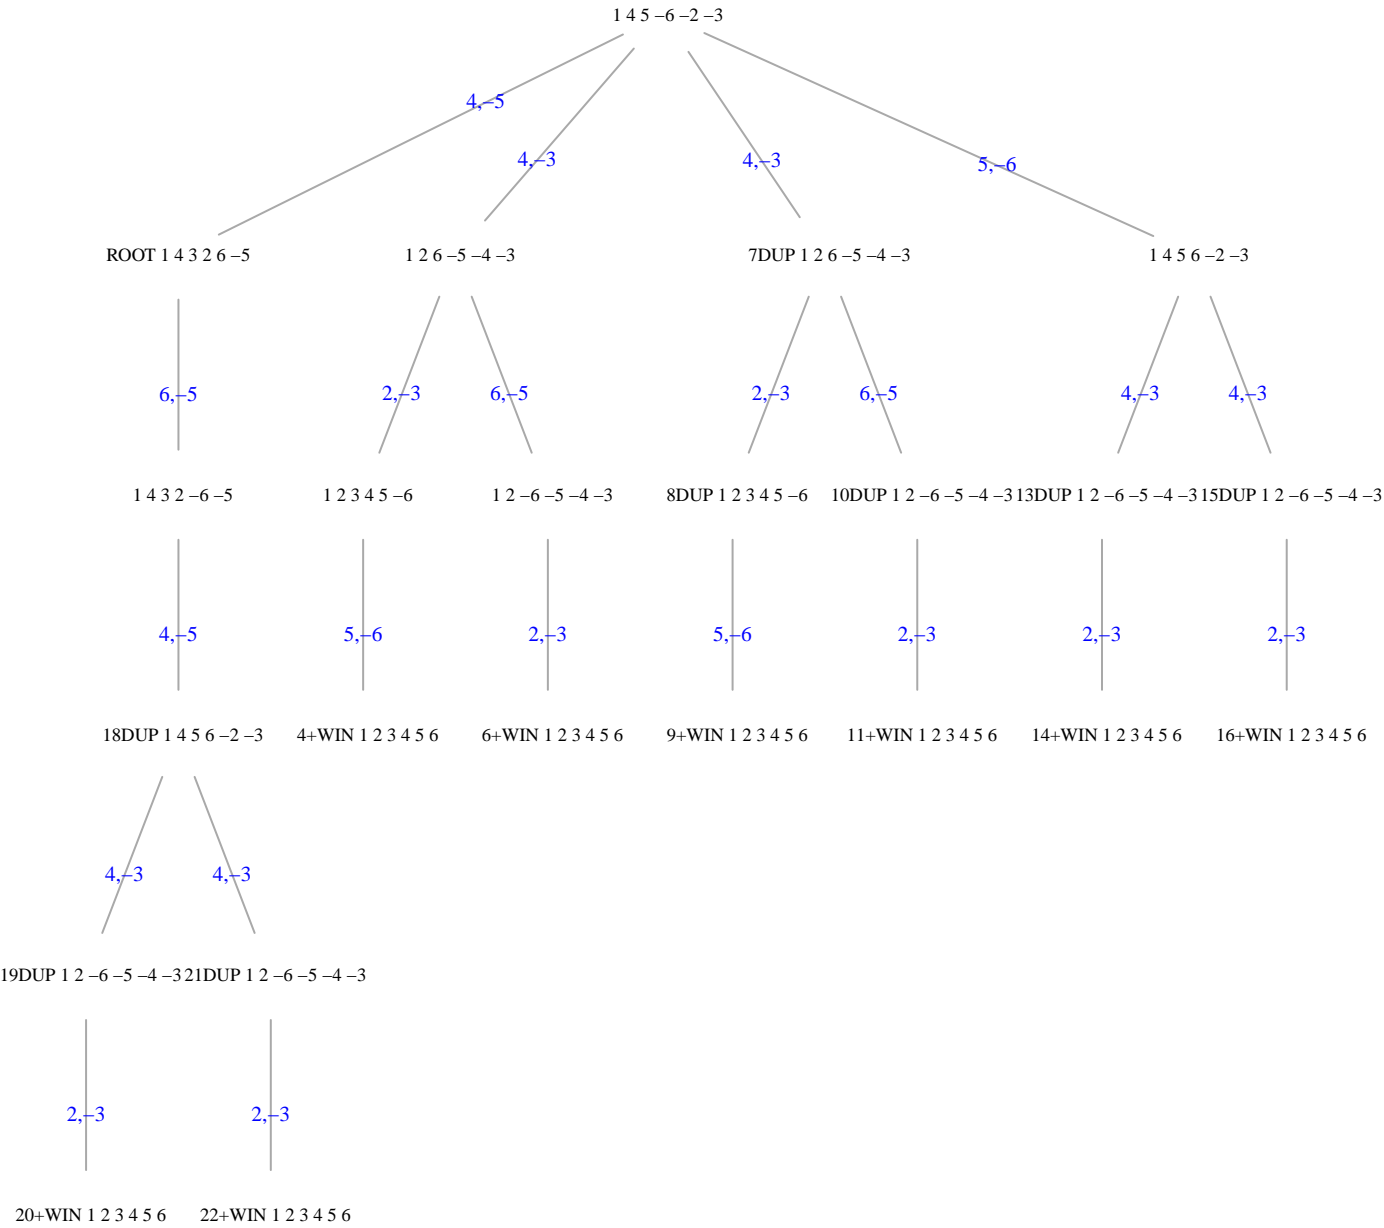 1 4 5 –6 –2 –3
4,–5
4,–3
4,–3
5,–6
ROOT 1 4 3 2 6 –5
1 2 6 –5 –4 –3
7DUP 1 2 6 –5 –4 –3
1 4 5 6 –2 –3
6,–5
2,–3
6,–5
2,–3
6,–5
4,–3
4,–3
1 4 3 2 –6 –5
1 2 3 4 5 –6
1 2 –6 –5 –4 –3
8DUP 1 2 3 4 5 –6
10DUP 1 2 –6 –5 –4 –3
13DUP 1 2 –6 –5 –4 –3
15DUP 1 2 –6 –5 –4 –3
4,–5
5,–6
2,–3
5,–6
2,–3
2,–3
2,–3
18DUP 1 4 5 6 –2 –3
4+WIN 1 2 3 4 5 6
6+WIN 1 2 3 4 5 6
9+WIN 1 2 3 4 5 6
11+WIN 1 2 3 4 5 6
14+WIN 1 2 3 4 5 6
16+WIN 1 2 3 4 5 6
4,–3
4,–3
19DUP 1 2 –6 –5 –4 –3
21DUP 1 2 –6 –5 –4 –3
2,–3
2,–3
20+WIN 1 2 3 4 5 6
22+WIN 1 2 3 4 5 6